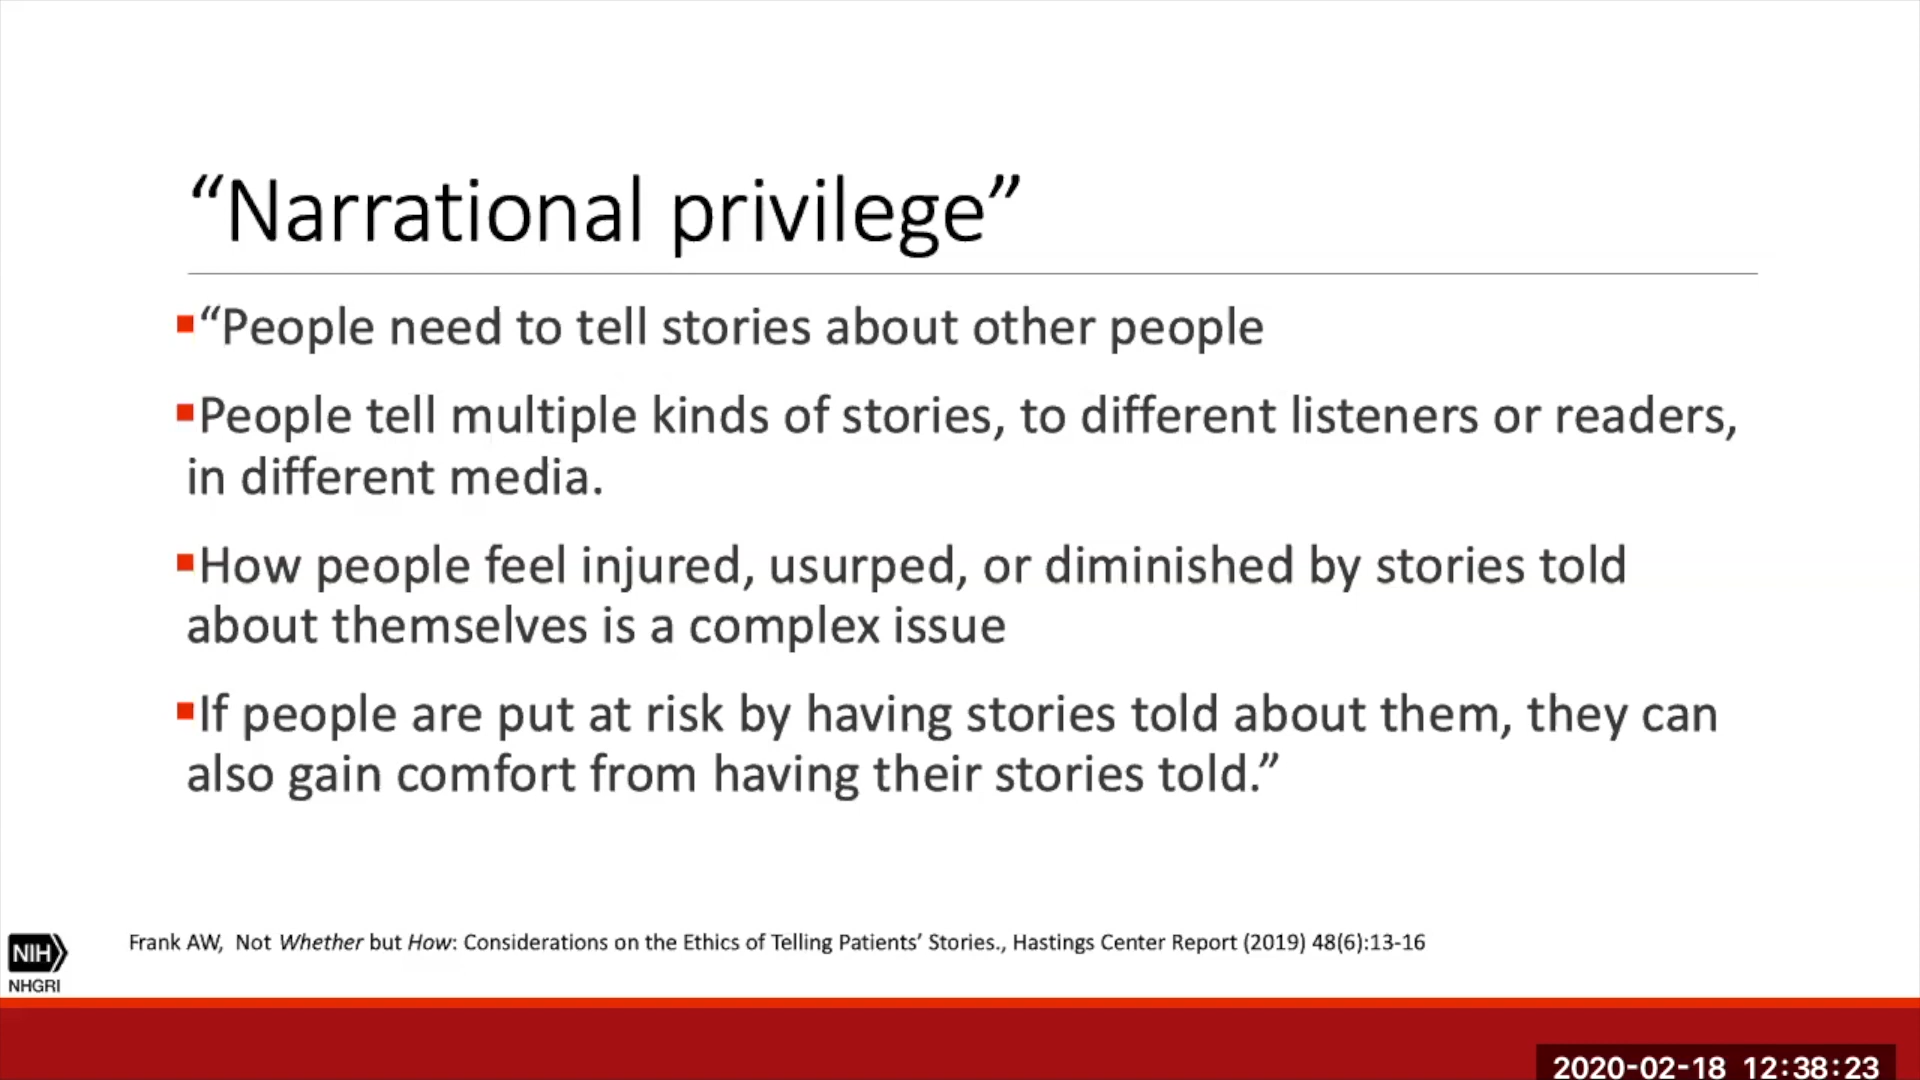 “Narrational privilege”
“People need to tell stories about other people
People tell multiple kinds of stories, to different listeners or readers,
in different media.
How people feel injured, usurped, or diminished by stories told
about themselves is a complex issue
If people are put at risk by having stories told about them, they can
also gain comfort from having their stories told.”
Frank AW, Not Whether but How: Considerations on the Ethics of Telling Patients’ Stories., Hastings Center Report (2019) 48(6):13-16
NIH
NHGRI
2020-02-18 12:38:23